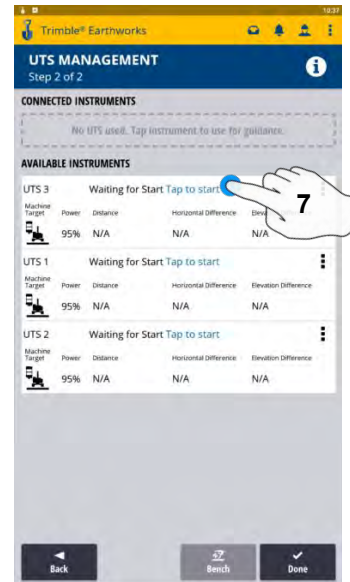 10:37
Trimble® Earthworks
UTS MANAGEMENT
Step 2 of 2
CONNECTED INSTRUMENTS
No UTS used. Tap instrument to use for guidance.
AVAILABLE INSTRUMENTS
UTS 3 Waiting for Start Tap to start
7
Machine Target Power Distance Horizontal Difference
95% N/A N/A N/A
UTS 1 Waiting for Start Tap to start
Machine Target Power Distance Horizontal Difference Elevation Difference
95% N/A N/A N/A
UTS 2 Waiting for Start Tap to start
Machine Target Power Distance Horizontal Difference Elevation Difference
95% N/A N/A N/A
Back Bench Done